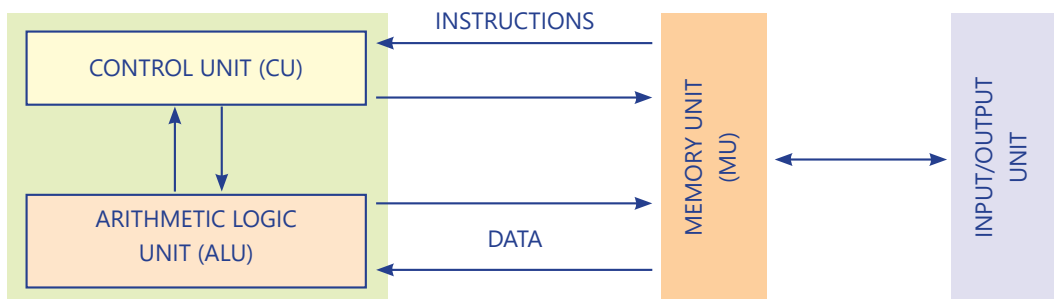 INSTRUCTIONS
CONTROL UNIT (CU)
ARITHMETIC LOGIC
UNIT (ALU)
DATA
MEMORY UNIT
(MU)
INPUT/OUTPUT
UNIT